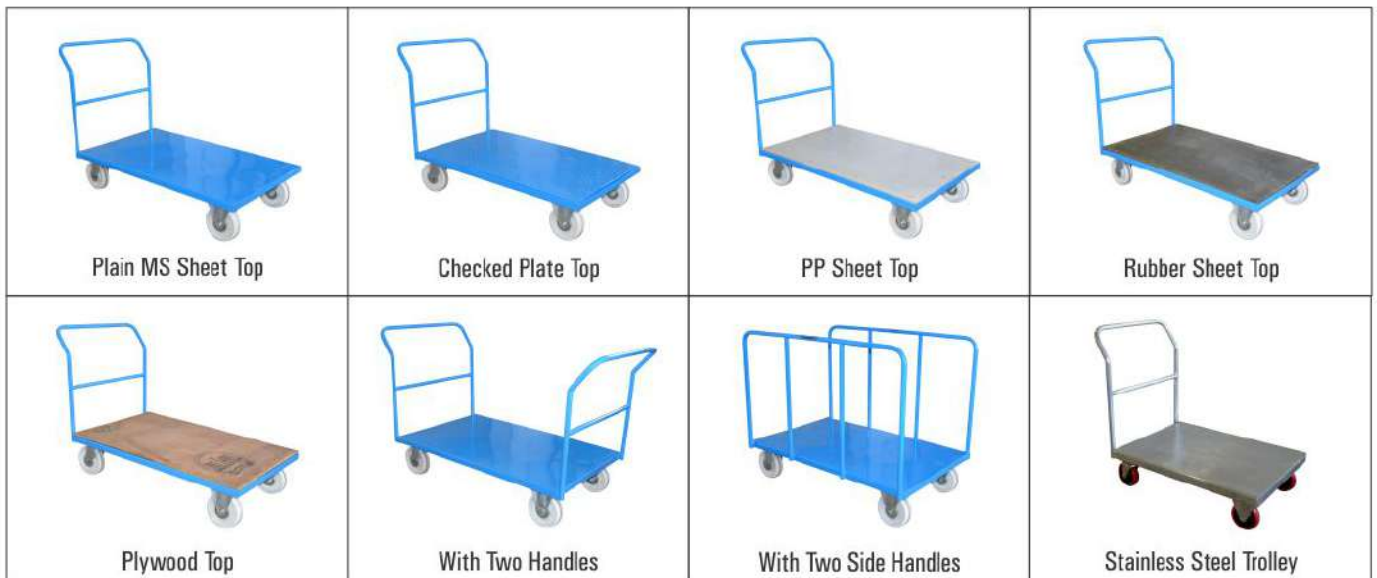 Plain MS Sheet Top
Checked Plate Top
PP Sheet Top
Rubber Sheet Top
Plywood Top
With Two Handles
With Two Side Handles
Stainless Steel Trolley